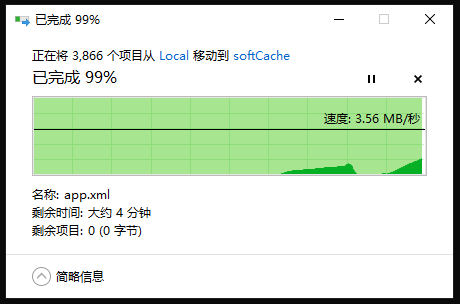 已完成 99%
正在将 3,866 个项目从 Local 移动到 softCache
已完成 99%
速度: 3.56 MB/秒
名称: app.xml
剩余时间: 大约 4 分钟
剩余项目: 0 (0 字节)
简略信息